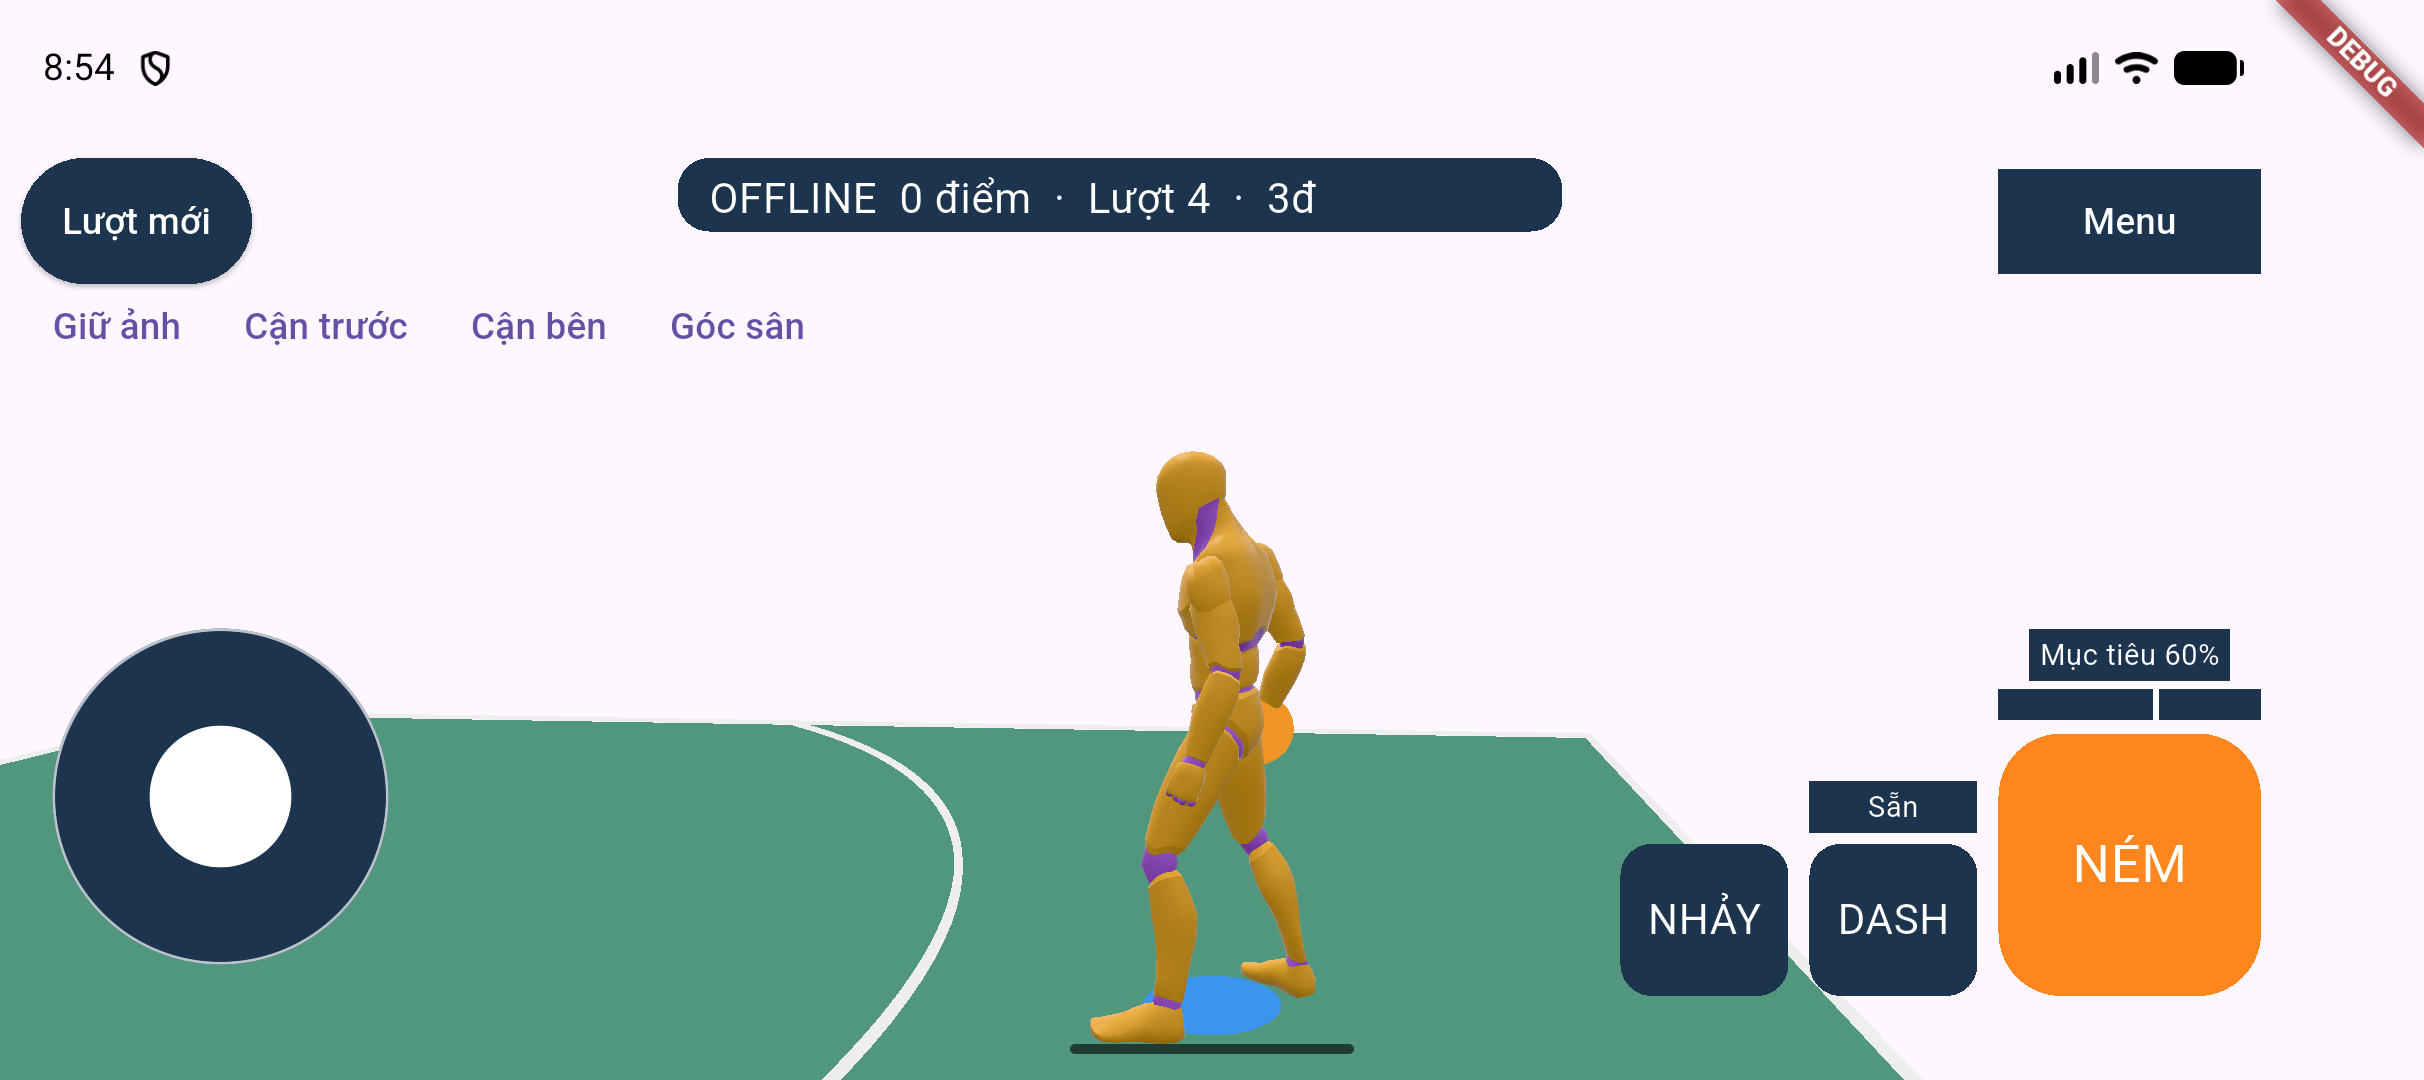 8:54
DEBUG
Lượt mới
OFFLINE 0 điểm · Lượt 4 · 3đ
Menu
Giữ ảnh
Cận trước
Cận bên
Góc sân
Mục tiêu 60%
Sẵn
NHẢY
DASH
NÉM